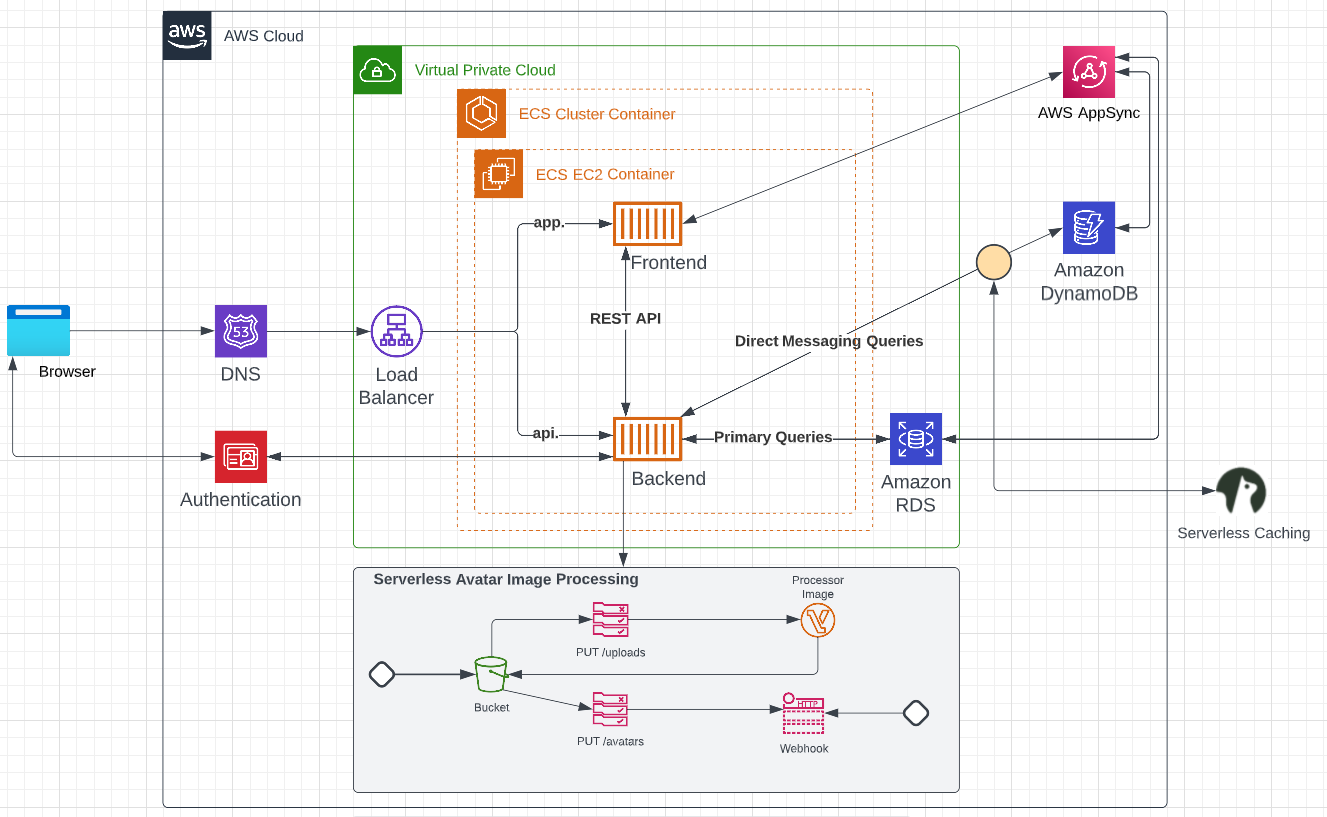 aws
AWS Cloud
Virtual Private Cloud
ECS Cluster Container
AWS AppSync
ECS EC2 Container
app.
Frontend
Amazon
DynamoDB
REST API
53
Direct Messaging Queries
Browser
DNS
Load
Balancer
api.
Primary Queries
Backend
Amazon
RDS
Authentication
Serverless Caching
Serverless Avatar Image Processing
Processor
Image
PUT /uploads
Bucket
HTTP
PUT /avatars
Webhook